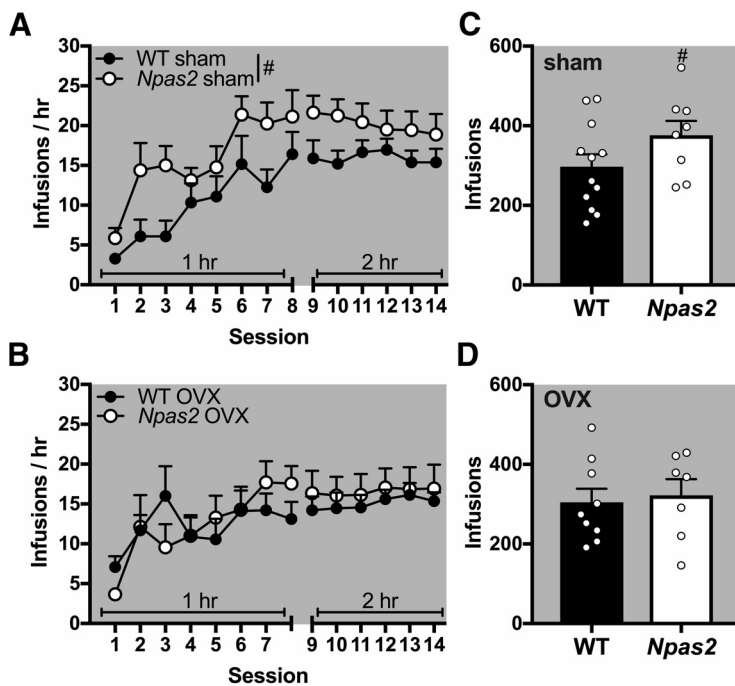 A
30
25
20
15
10
5
0
Infusions / hr
WT sham
Npas2 sham
#
1 hr
2 hr
1 2 3 4 5 6 7 8 9 10 11 12 13 14
Session
C
600
400
200
0
Infusions
sham
#
WT Npas2
B
30
25
20
15
10
5
0
Infusions / hr
WT OVX
Npas2 OVX
1 hr
2 hr
1 2 3 4 5 6 7 9 10 11 12 13 14
Session
D
600
400
200
0
Infusions
OVX
WT Npas2